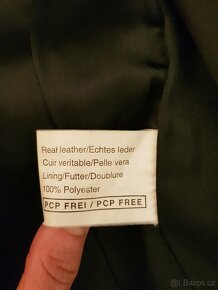 Real leather/Echtes leder
Cuir veritable/Pelle vera
Lining/Futter/Doublure
100% Polyester
PCP FREI / PCP FREE
Bazos.cz